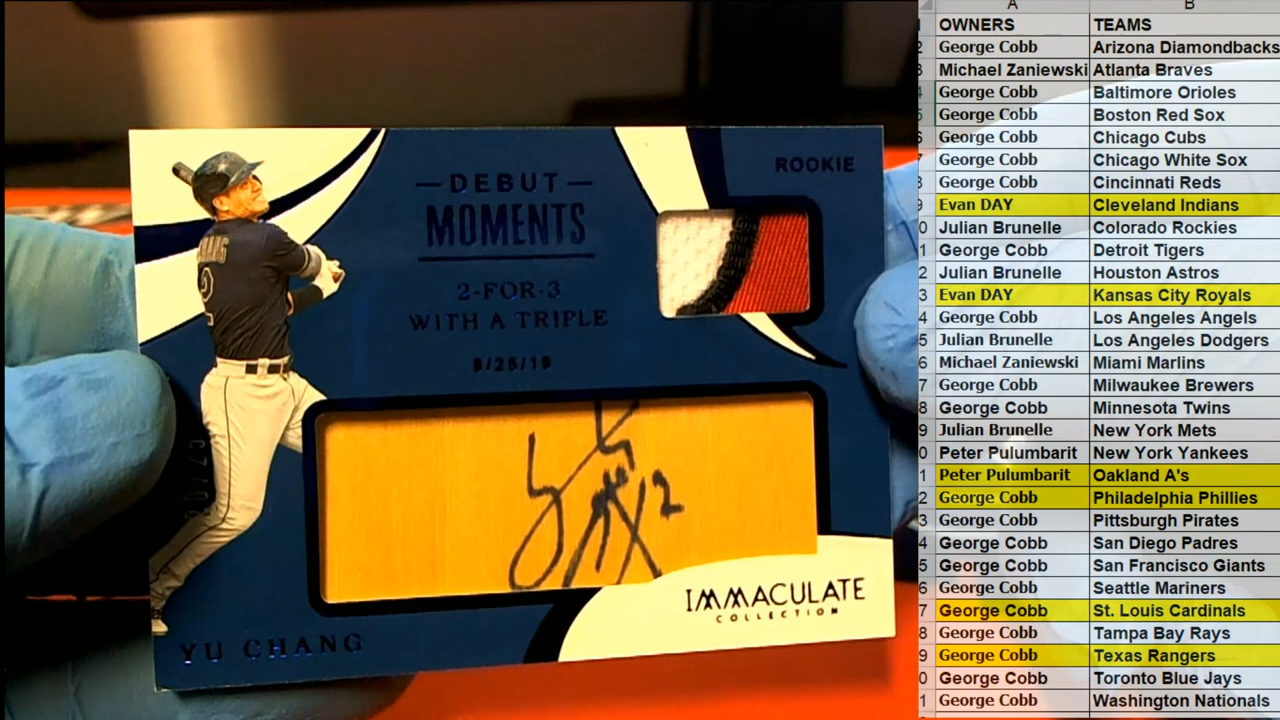 DEBUT
MOMENTS
2-FOR-3
WITH A TRIPLE
ROOKIE
2
IMMACULATE
COLLECTION
YU CHANG
A B
OWNERS TEAMS
George Cobb Arizona Diamondbacks
Michael Zaniewski Atlanta Braves
George Cobb Baltimore Orioles
George Cobb Boston Red Sox
George Cobb Chicago Cubs
George Cobb Chicago White Sox
George Cobb Cincinnati Reds
Evan DAY Cleveland Indians
Julian Brunelle Colorado Rockies
George Cobb Detroit Tigers
Julian Brunelle Houston Astros
Evan DAY Kansas City Royals
George Cobb Los Angeles Angels
Julian Brunelle Los Angeles Dodgers
Michael Zaniewski Miami Marlins
George Cobb Milwaukee Brewers
George Cobb Minnesota Twins
Julian Brunelle New York Mets
Peter Pulumbarit New York Yankees
Peter Pulumbarit Oakland A's
George Cobb Philadelphia Phillies
George Cobb Pittsburgh Pirates
George Cobb San Diego Padres
George Cobb San Francisco Giants
George Cobb Seattle Mariners
George Cobb St. Louis Cardinals
George Cobb Tampa Bay Rays
George Cobb Texas Rangers
George Cobb Toronto Blue Jays
George Cobb Washington Nationals